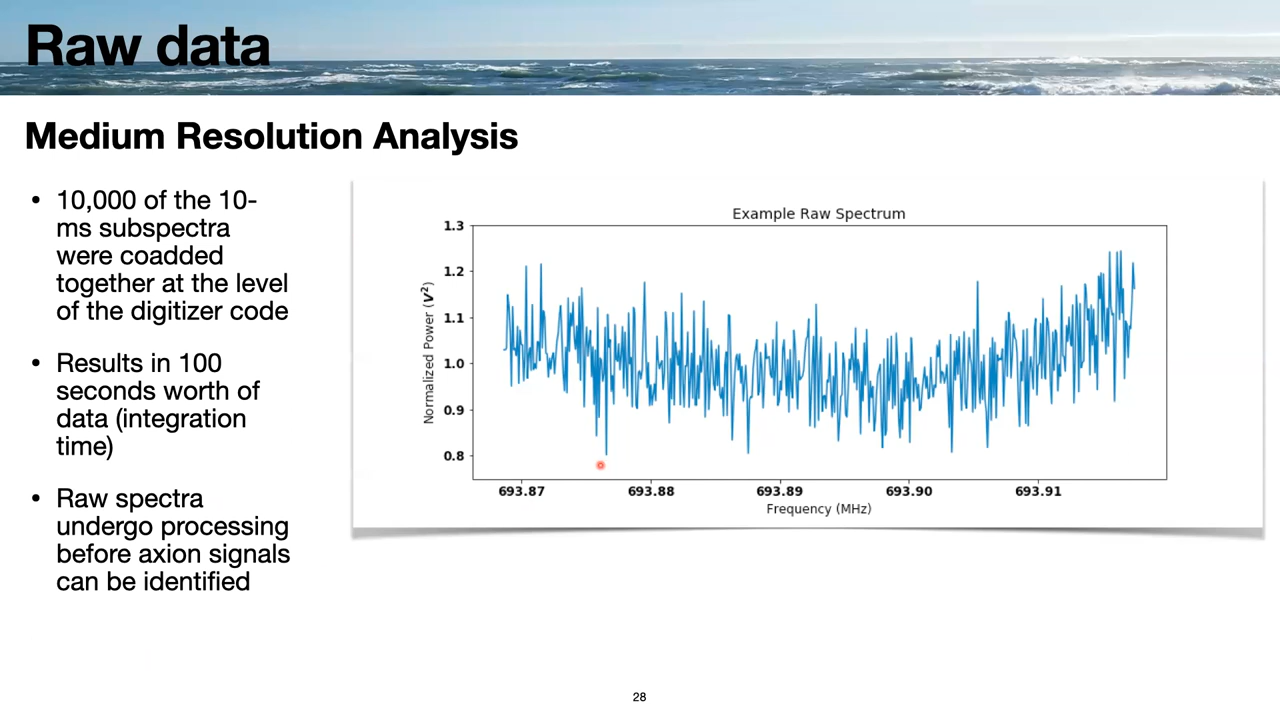 Raw data
Medium Resolution Analysis
• 10,000 of the 10-
ms subspectra
were coadded
together at the level
of the digitizer code
• Results in 100
seconds worth of
data (integration
time)
• Raw spectra
undergo processing
before axion signals
can be identified
Example Raw Spectrum
Normalized Power (V²)
1.3
1.2
1.1
1.0
0.9
0.8
693.87 693.88 693.89 693.90 693.91
Frequency (MHz)
28